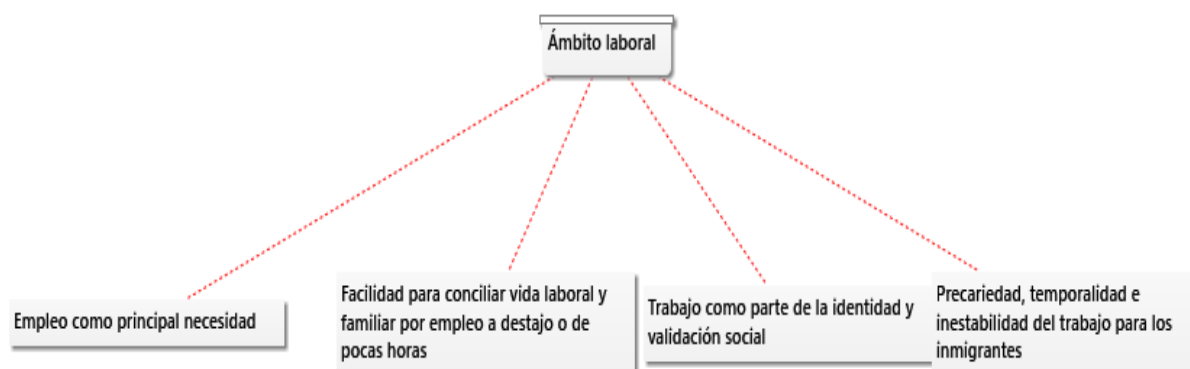 Ámbito laboral
Empleo como principal necesidad
Facilidad para conciliar vida laboral y
familiar por empleo a destajo o de
pocas horas
Trabajo como parte de la identidad y
validación social
Precariedad, temporalidad e
inestabilidad del trabajo para los
inmigrantes